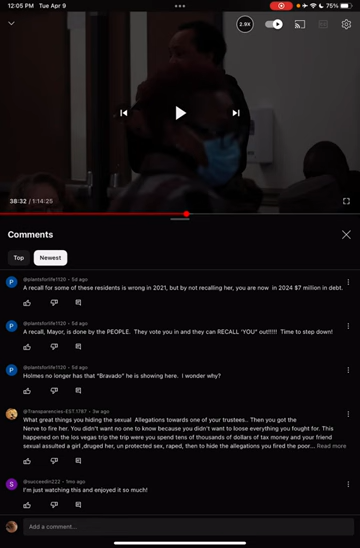 12:05 PM Tue Apr 9
75%
2.9X
38:32 / 1:14:25
Comments
Top
Newest
P
@plantsforlife1120 • 5d ago
A recall for some of these residents is wrong in 2021, but by not recalling her, you are now in 2024 $7 million in debt.
P
@plantsforlife1120 • 5d ago
A recall, Mayor, is done by the PEOPLE. They vote you in and they can RECALL 'YOU" out!!!!! Time to step down!
P
@plantsforlife1120 • 5d ago
Holmes no longer has that "Bravado" he is showing here. I wonder why?
@Transparencies-EST.1787 • 3w ago
What great things you hiding the sexual Allegations towards one of your trustees.. Then you got the
Nerve to fire her. You didn't want no one to know because you didn't want to loose everything you fought for. This
happened on the los vegas trip the trip were you spend tens of thousands of dollars of tax money and your friend
sexual assulted a girl ,druged her, un protected sex, raped, then to hide the allegations you fired the poor... Read more
S
@succeedin222 • 1mo ago
I'm just watching this and enjoyed it so much!
Add a comment...